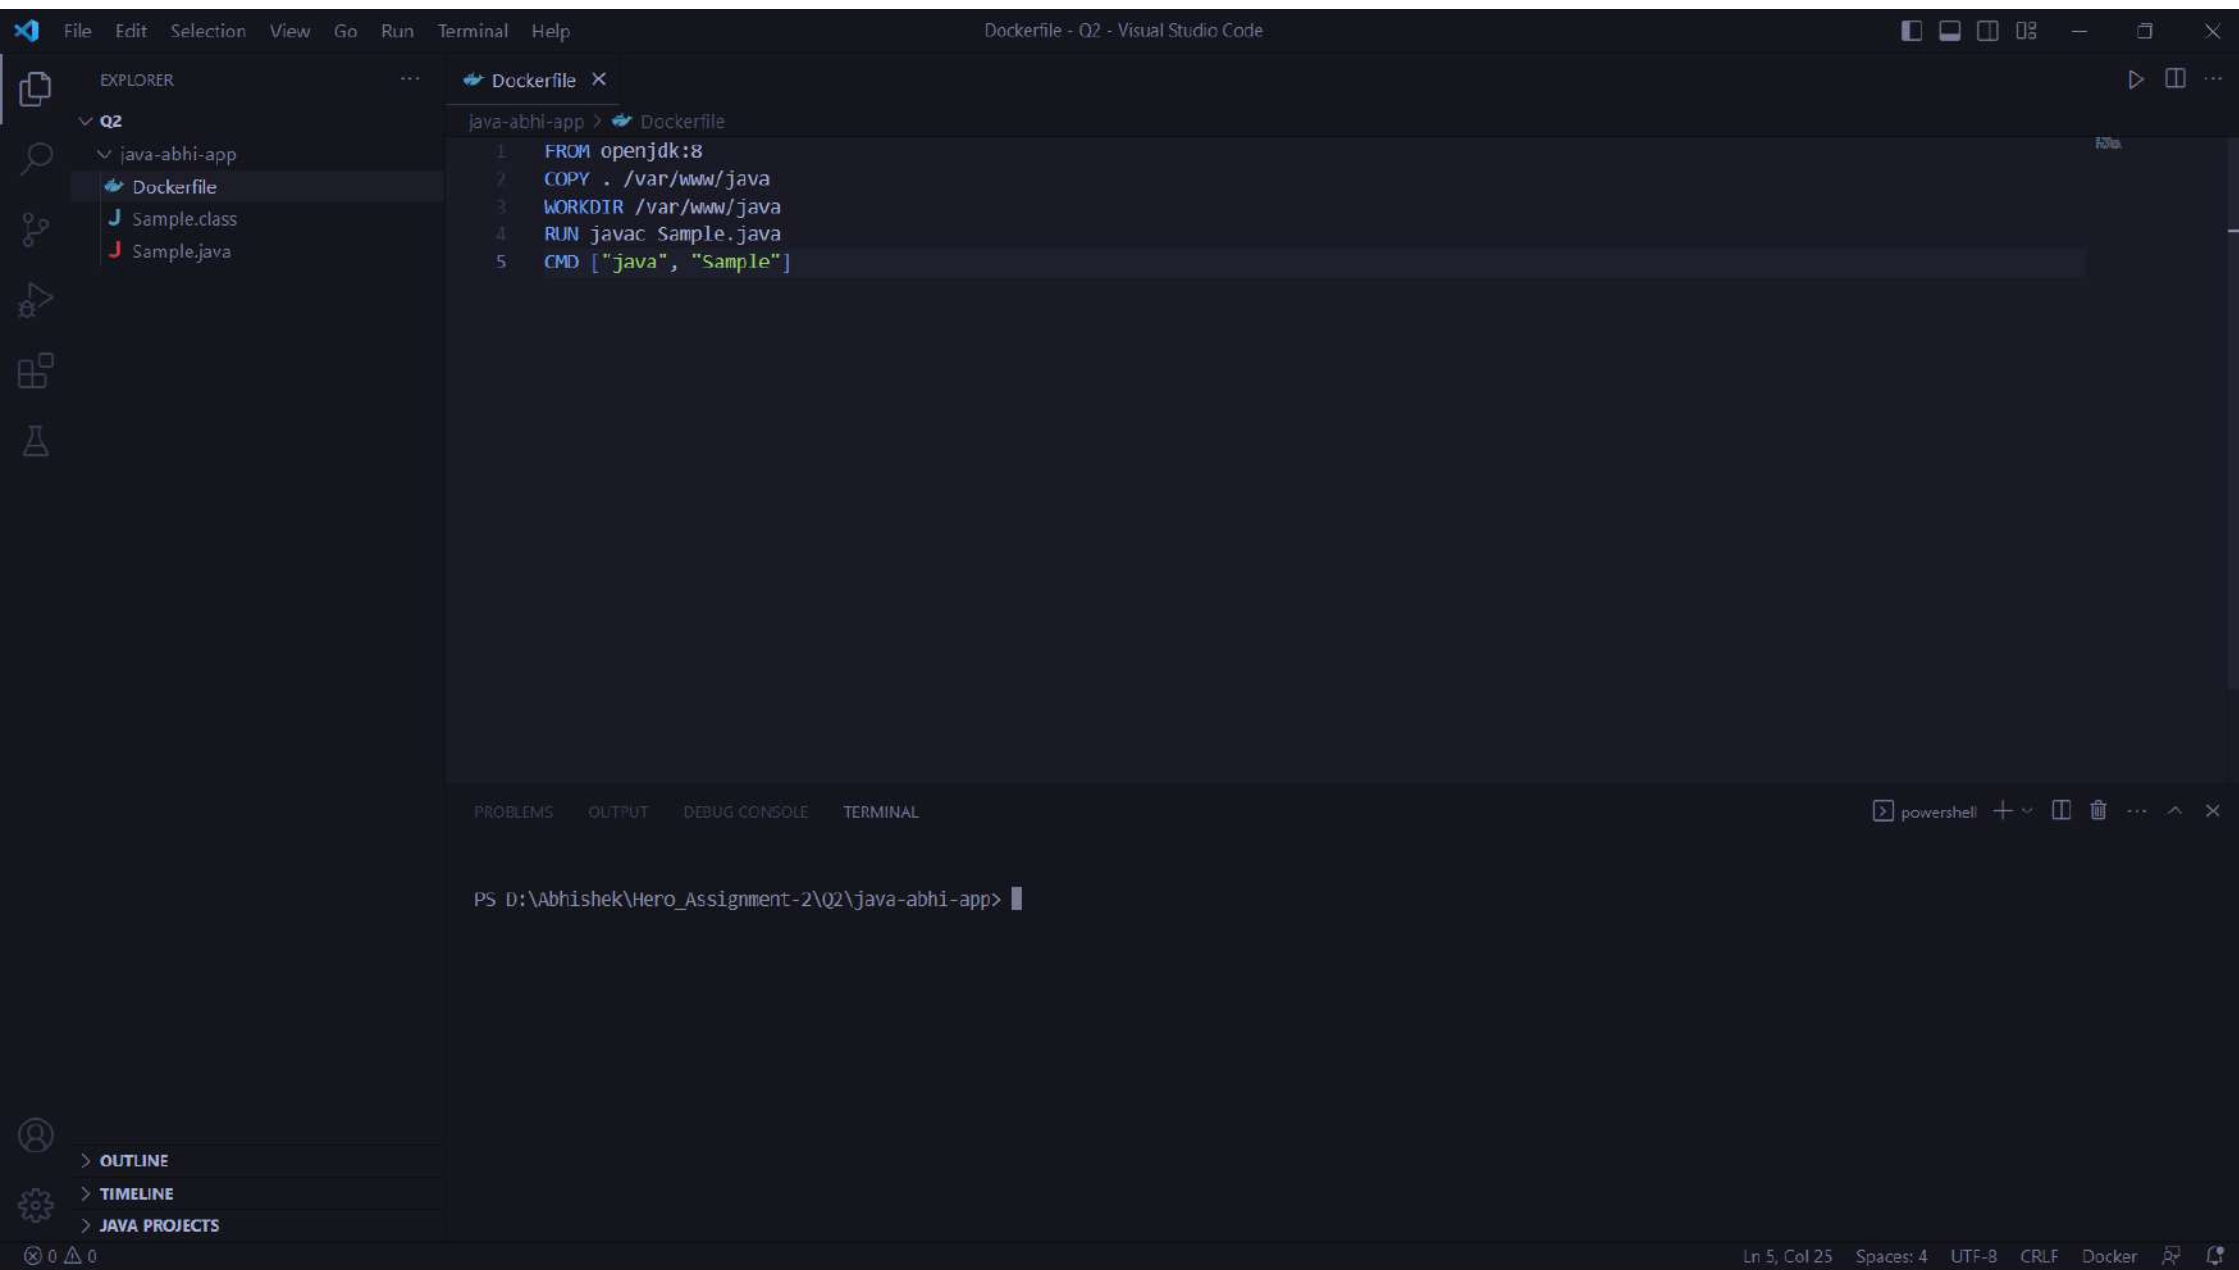 File Edit Selection View Go Run Terminal Help
Dockerfile - Q2 - Visual Studio Code
EXPLORER
Q2
java-abhi-app
Dockerfile
Sample.class
Sample.java
OUTLINE
TIMELINE
JAVA PROJECTS
Dockerfile
java-abhi-app > Dockerfile
1 FROM openjdk:8
2 COPY . /var/www/java
3 WORKDIR /var/www/java
4 RUN javac Sample.java
5 CMD ["java", "Sample"]
PROBLEMS OUTPUT DEBUG CONSOLE TERMINAL
powershell
PS D:\Abhishek\Hero_Assignment-2\Q2\java-abhi-app>
0 0
Ln 5, Col 25 Spaces: 4 UTF-8 CRLF Docker